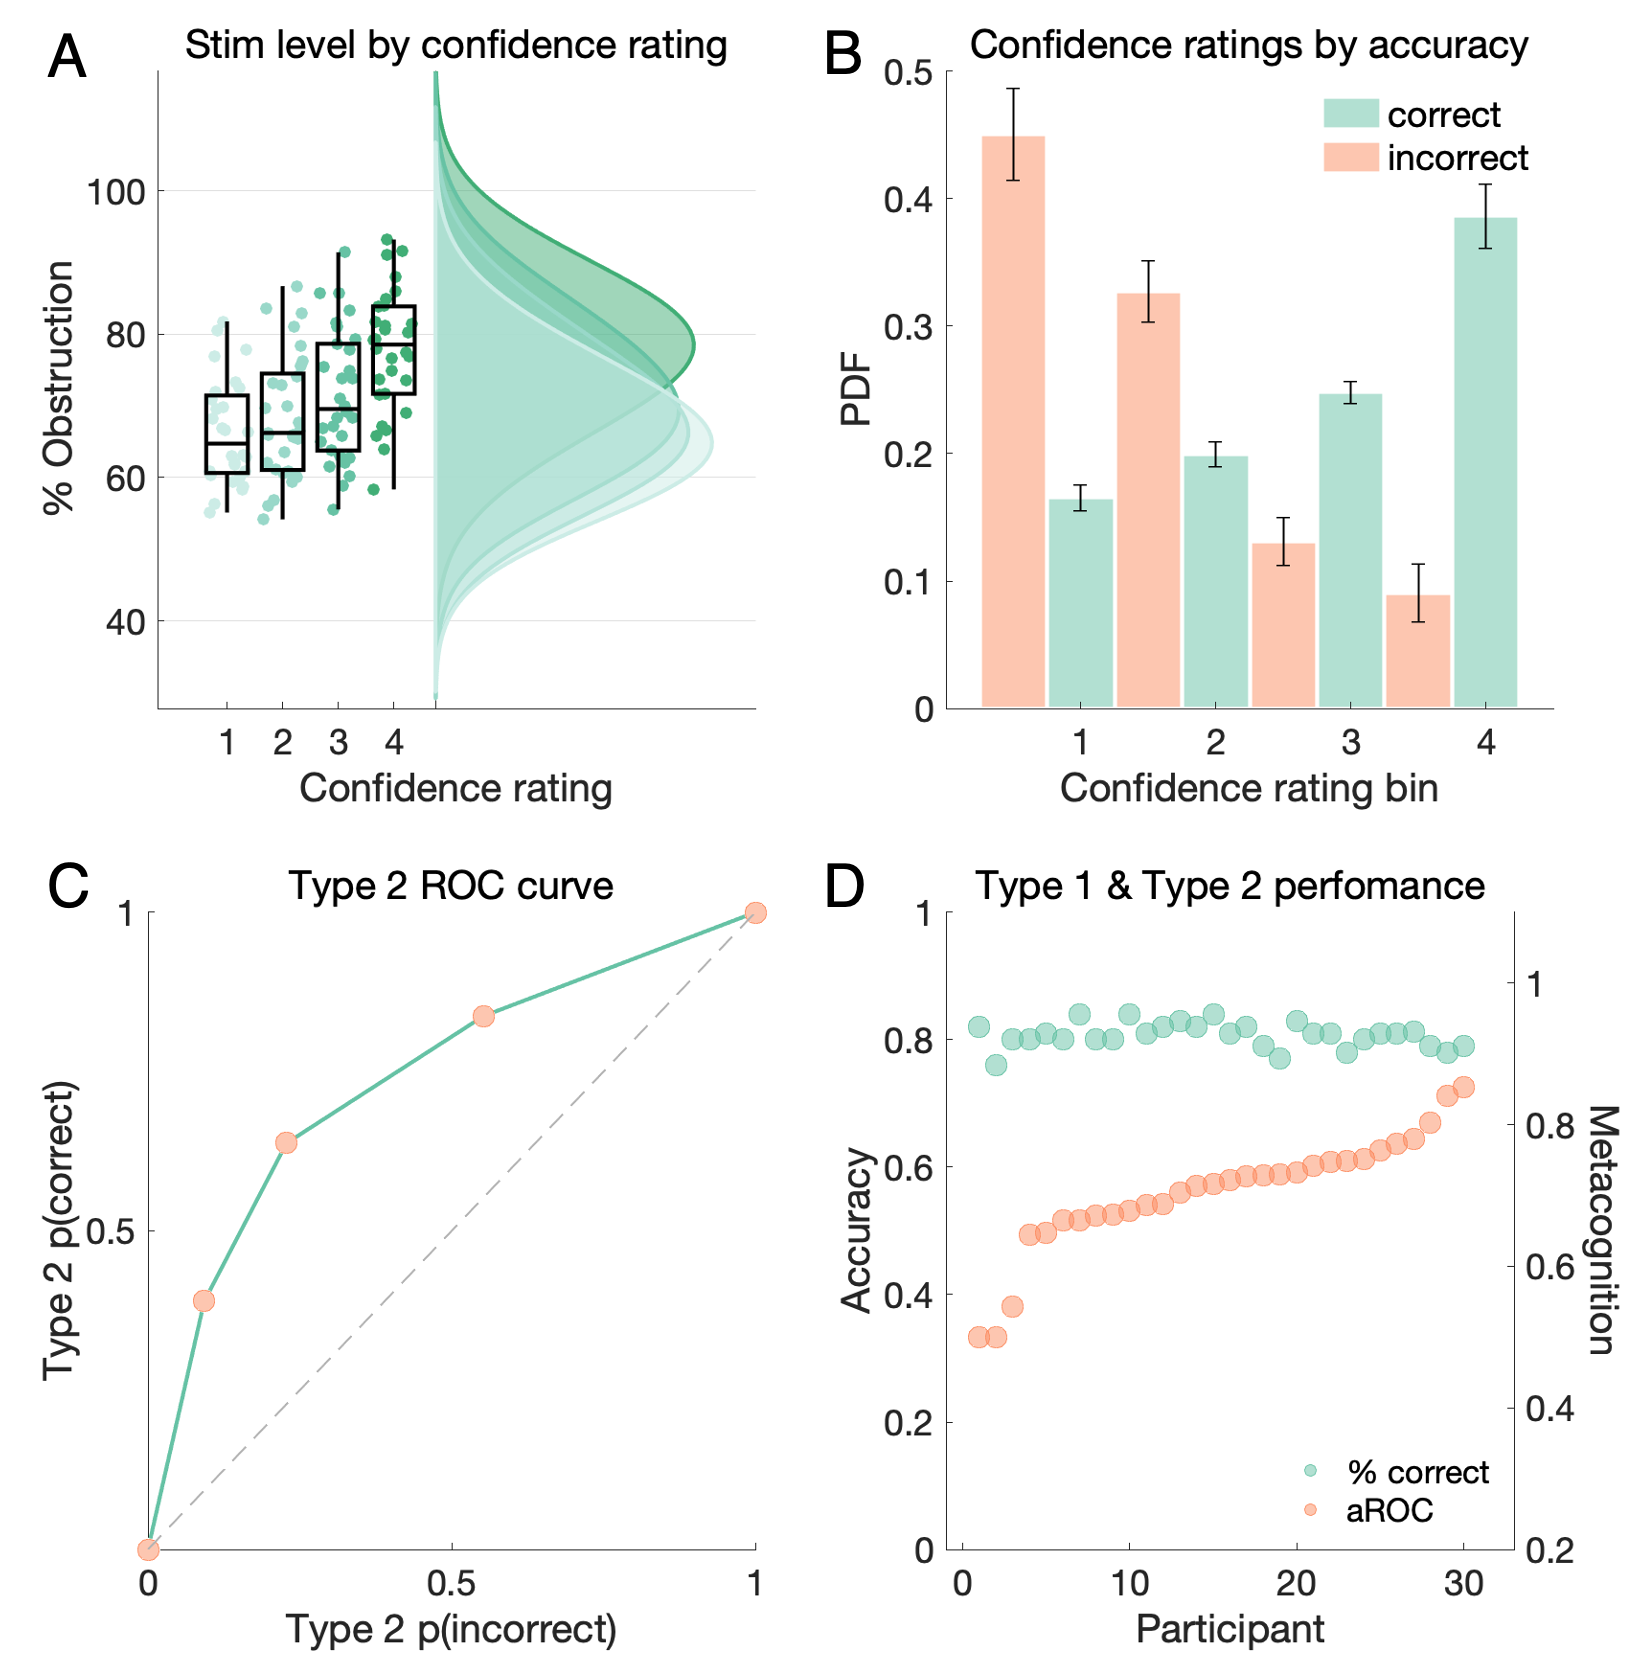 A
Stim level by confidence rating
% Obstruction
100
80
60
40
1 2 3 4
Confidence rating
B
Confidence ratings by accuracy
correct
incorrect
PDF
0.5
0.4
0.3
0.2
0.1
0
1 2 3 4
Confidence rating bin
C
Type 2 ROC curve
Type 2 p(correct)
1
0.5
0 0.5 1
Type 2 p(incorrect)
D
Type 1 & Type 2 perfomance
Accuracy
1
0.8
0.6
0.4
0.2
0
Metacognition
1
0.8
0.6
0.4
0.2
% correct
aROC
0 10 20 30
Participant